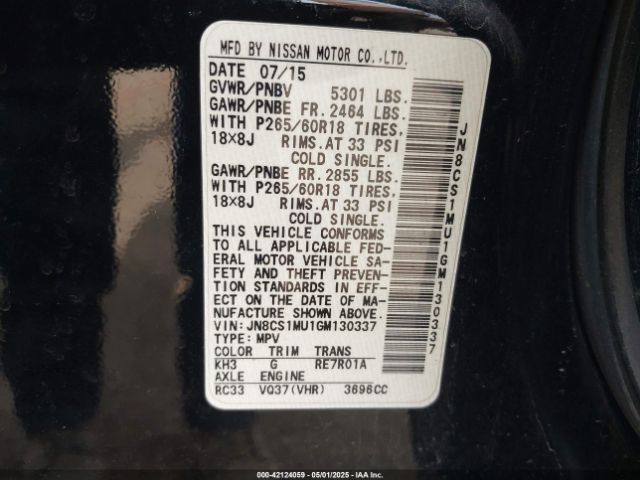 MFD BY NISSAN MOTOR CO.,LTD.
DATE 07/15
GVWR/PNBV 5301 LBS.
GAWR/PNBE FR. 2464 LBS.
WITH P265/60R18 TIRES,
18×8J RIMS.AT 33 PSI
COLD SINGLE.
GAWR/PNBE RR. 2855 LBS.
WITH P265/60R18 TIRES,
18×8J RIMS.AT 33 PSI
COLD SINGLE.
THIS VEHICLE CONFORMS
TO ALL APPLICABLE FED-
ERAL MOTOR VEHICLE SA-
FETY AND THEFT PREVEN-
TION STANDARDS IN EFF-
ECT ON THE DATE OF MA-
NUFACTURE SHOWN ABOVE.
VIN:JN8CS1MU1GM130337
TYPE:MPV
COLOR TRIM TRANS
KH3 G RE7R01A
AXLE ENGINE
RC33 VQ37(VHR) 3696CC
JN8CS1MU1GM130337
000-42124059 - 05/01/2025 - IAA Inc.